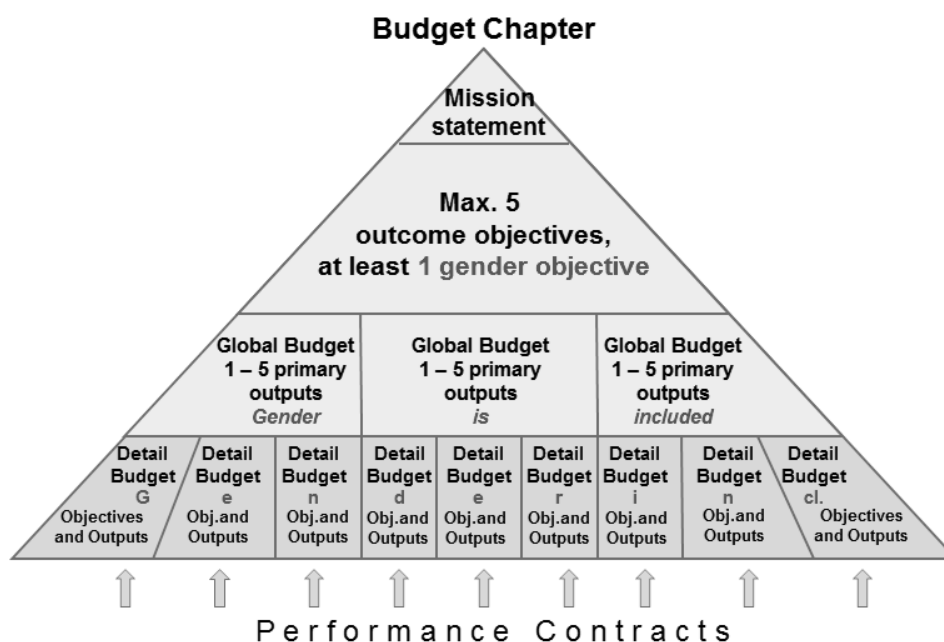 Budget Chapter
Mission
statement
Max. 5
outcome objectives,
at least 1 gender objective
Global Budget
1 – 5 primary
outputs
Gender
Global Budget
1 – 5 primary
outputs
is
Global Budget
1 – 5 primary
outputs
included
Detail
Budget
G
Objectives
and Outputs
Detail
Budget
e
Obj.and
Outputs
Detail
Budget
n
Obj.and
Outputs
Detail
Budget
d
Obj.and
Outputs
Detail
Budget
e
Obj.and
Outputs
Detail
Budget
r
Obj.and
Outputs
Detail
Budget
i
Obj.and
Outputs
Detail
Budget
n
Obj.and
Outputs
Detail
Budget
cl.
Objectives
and Outputs
Performance Contracts